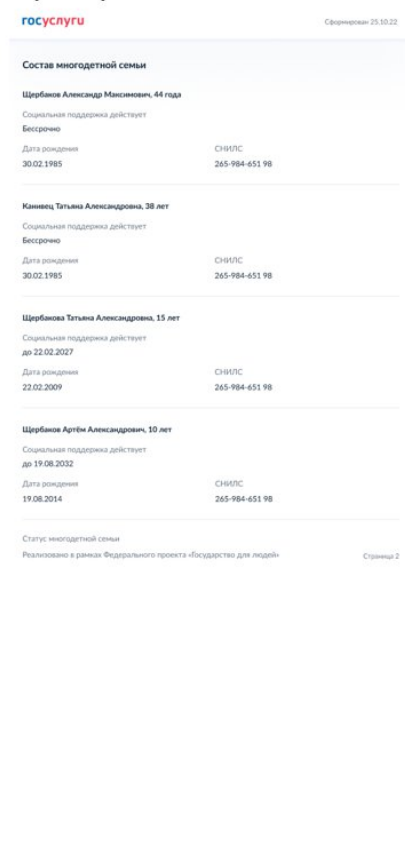 госуслуги
Сформирован 25.10.22
Состав многодетной семьи
Щербаков Александр Максимович, 44 года
Социальная поддержка действует
Бессрочно
Дата рождения СНИЛС
30.02.1985 265-984-651 98
Канивец Татьяна Александровна, 38 лет
Социальная поддержка действует
Бессрочно
Дата рождения СНИЛС
30.02.1985 265-984-651 98
Щербакова Татьяна Александровна, 15 лет
Социальная поддержка действует
до 22.02.2027
Дата рождения СНИЛС
22.02.2009 265-984-651 98
Щербаков Артём Александрович, 10 лет
Социальная поддержка действует
до 19.08.2032
Дата рождения СНИЛС
19.08.2014 265-984-651 98
Статус многодетной семьи
Реализовано в рамках Федерального проекта «Государство для людей» Страница 2